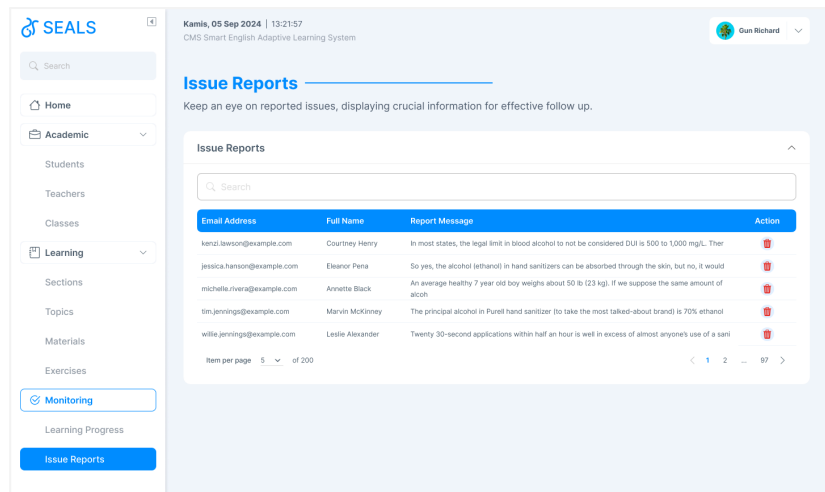 SEALS
Search
Home
Academic
Students
Teachers
Classes
Learning
Sections
Topics
Materials
Exercises
Monitoring
Learning Progress
Issue Reports
Kamis, 05 Sep 2024 | 13:21:57
CMS Smart English Adaptive Learning System
Gun Richard
Issue Reports
Keep an eye on reported issues, displaying crucial information for effective follow up.
Issue Reports
Search
Email Address Full Name Report Message Action
kenzi.lawson@example.com Courtney Henry In most states, the legal limit in blood alcohol to not be considered DUI is 500 to 1,000 mg/L. Ther
jessica.hanson@example.com Eleanor Pena So yes, the alcohol (ethanol) in hand sanitizers can be absorbed through the skin, but no, it would
michelle.rivera@example.com Annette Black An average healthy 7 year old boy weighs about 50 lb (23 kg). If we suppose the same amount of
alcoh
tim.jennings@example.com Marvin McKinney The principal alcohol in Purell hand sanitizer (to take the most talked-about brand) is 70% ethanol
willie.jennings@example.com Leslie Alexander Twenty 30-second applications within half an hour is well in excess of almost anyone's use of a sani
Item per page 5 of 200
1 2 ... 97